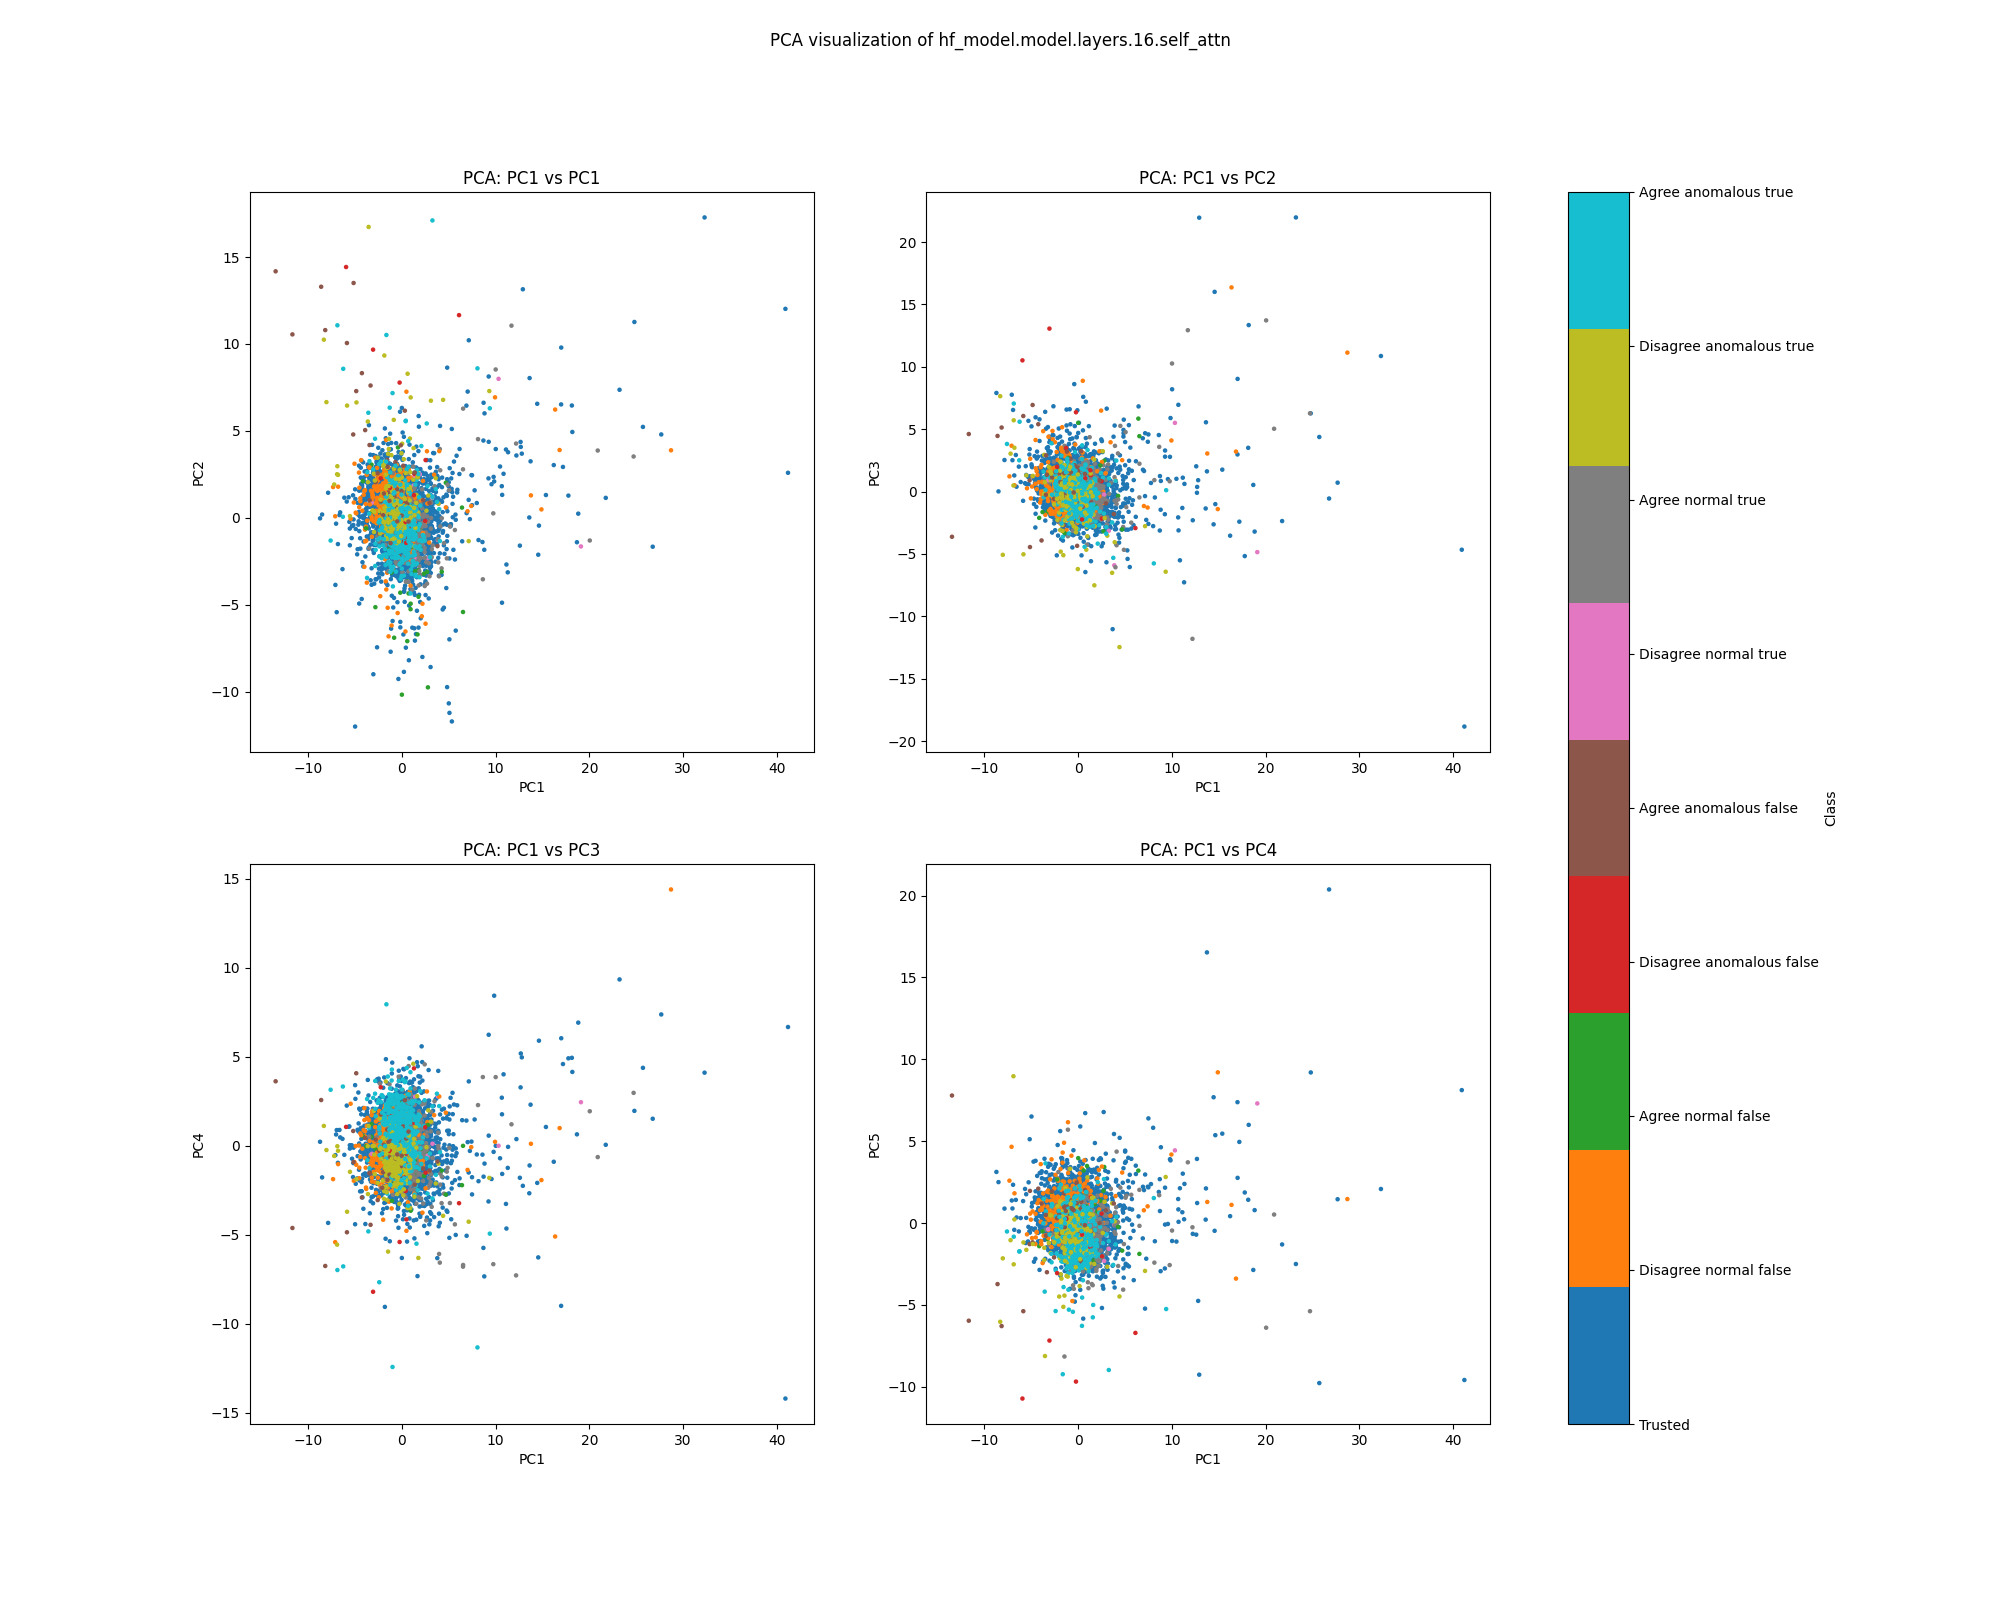 PCA visualization of hf_model.model.layers.16.self_attn
PCA: PC1 vs PC1
15
10
5
0
−5
−10
PC2
−10 0 10 20 30 40
PC1
PCA: PC1 vs PC2
20
15
10
5
0
−5
−10
−15
−20
PC3
−10 0 10 20 30 40
PC1
PCA: PC1 vs PC3
15
10
5
0
−5
−10
−15
PC4
−10 0 10 20 30 40
PC1
PCA: PC1 vs PC4
20
15
10
5
0
−5
−10
PC5
−10 0 10 20 30 40
PC1
Agree anomalous true
Disagree anomalous true
Agree normal true
Disagree normal true
Agree anomalous false
Disagree anomalous false
Agree normal false
Disagree normal false
Trusted
Class